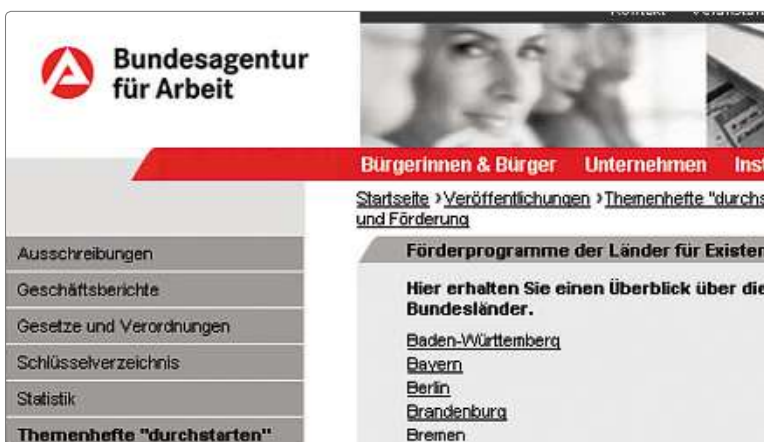 Bundesagentur
für Arbeit
Bürgerinnen & Bürger Unternehmen
Startseite › Veröffentlichungen › Themenhefte
und Förderung
Ausschreibungen
Geschäftsberichte
Gesetze und Verordnungen
Schlüsselverzeichnis
Statistik
Themenhefte "durchstarten"
Förderprogramme der Länder für
Hier erhalten Sie einen Überblick über die
Bundesländer.
Baden-Württemberg
Bayern
Berlin
Brandenburg
Bremen